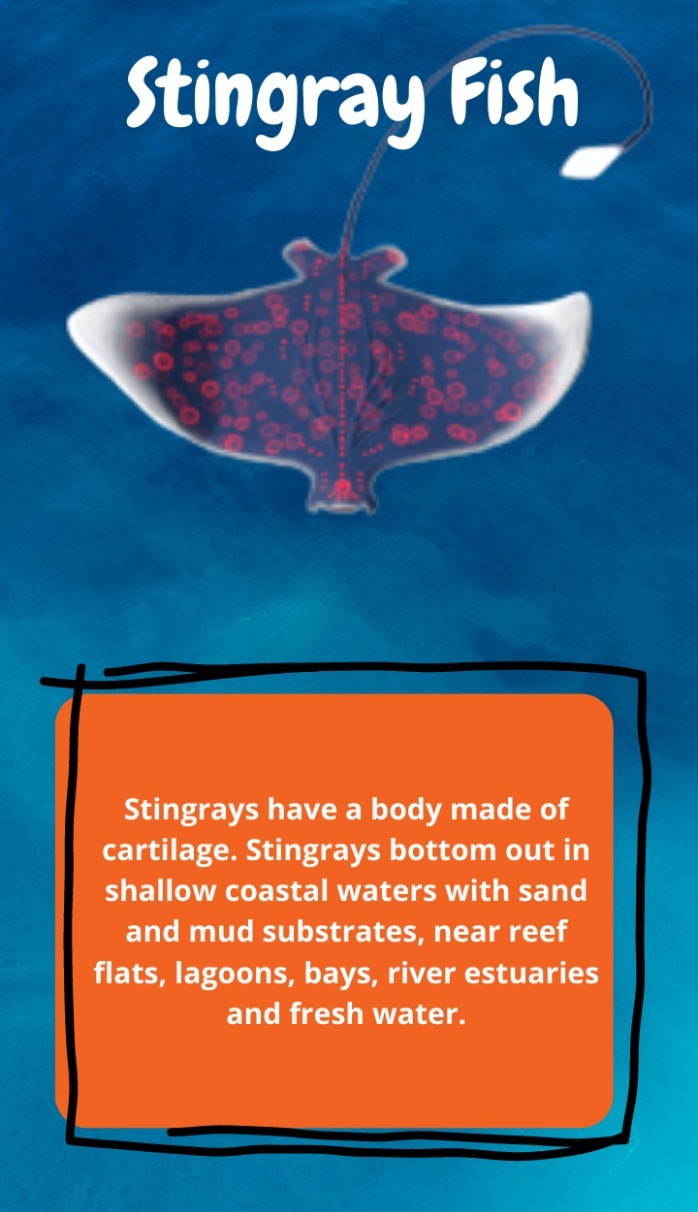 Stingray Fish
Stingrays have a body made of
cartilage. Stingrays bottom out in
shallow coastal waters with sand
and mud substrates, near reef
flats, lagoons, bays, river estuaries
and fresh water.